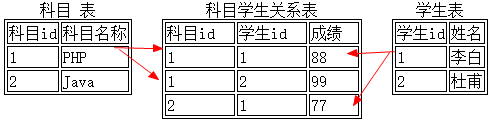 科目 表 科目学生关系表 学生表
科目id 科目名称 科目id 学生id 成绩 学生id 姓名
1 PHP 1 1 88 1 李白
2 Java 1 2 99 2 杜甫
2 1 77